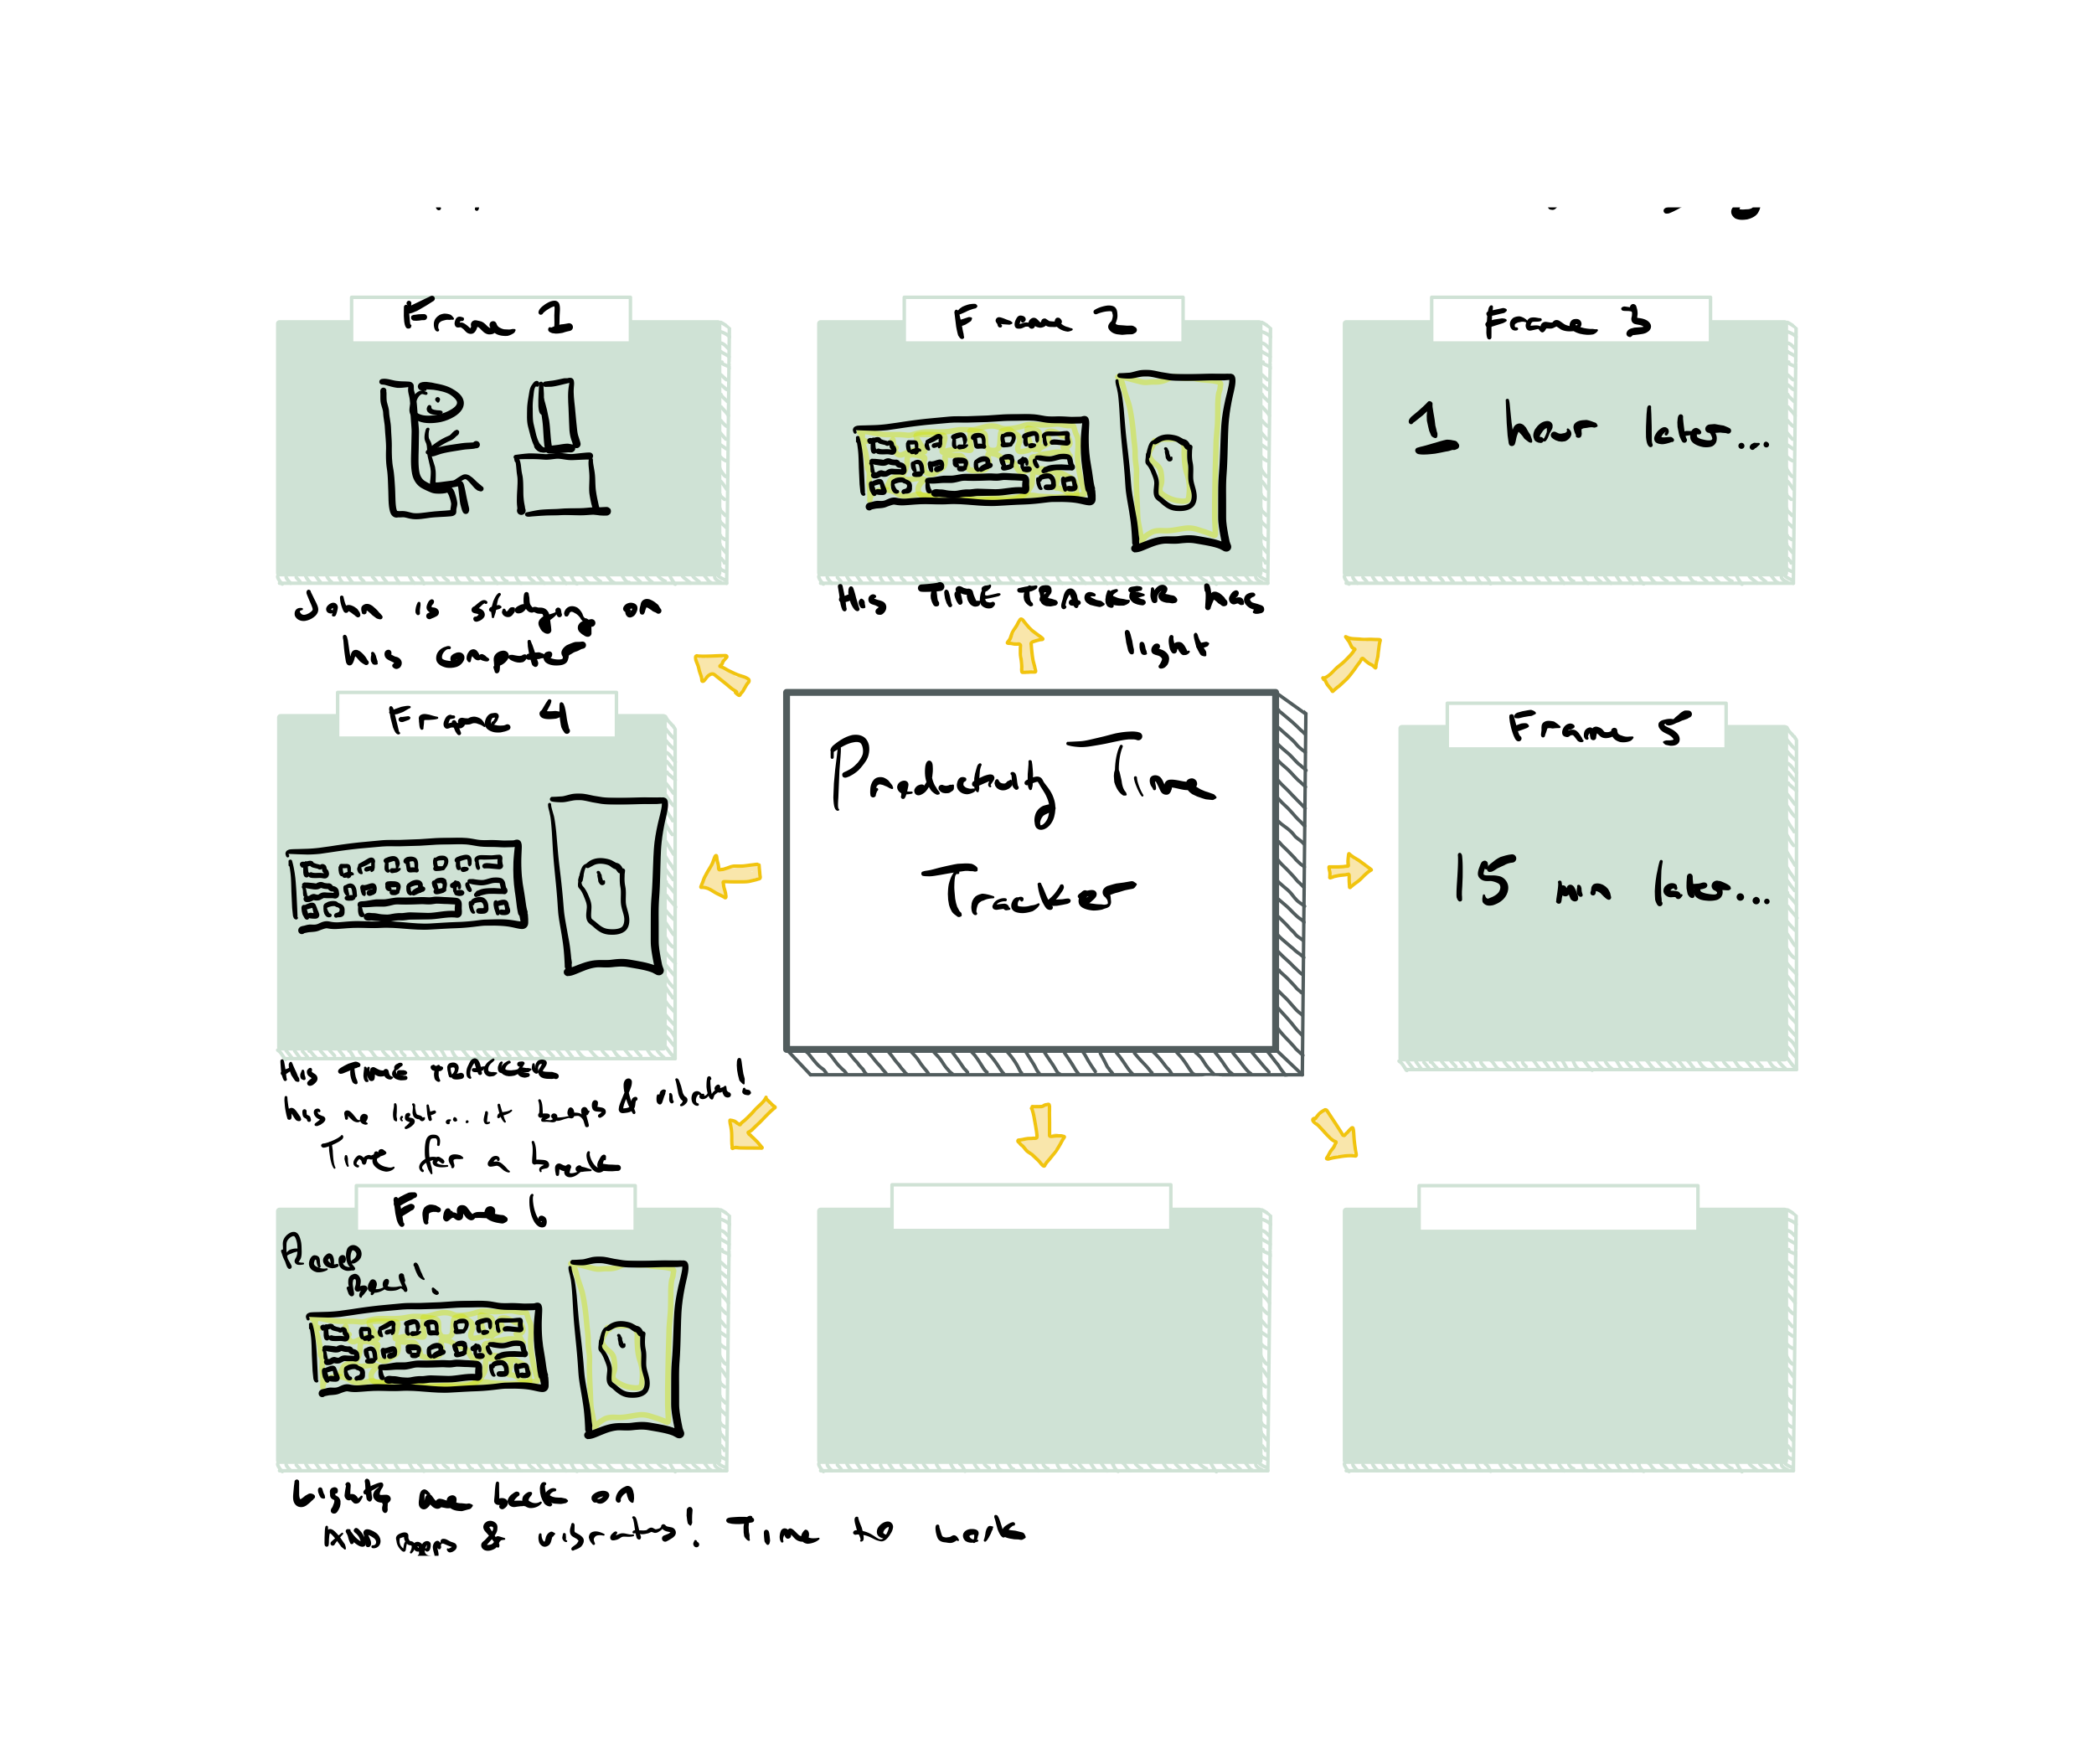 Frame 1
Frame 2
Frame 3
1 hour later...
John is studying on
his computer
His TIME TRACKER has
light
Frame 4
Productivity Time
Tracker
Frame 5
15 min later...
His TIME TRACKER
has no light... it beeps & vibrates!
Time for a break
Frame 6
Beep
Beep!
Lights are back on
AND beeps & vibrates! Time to work